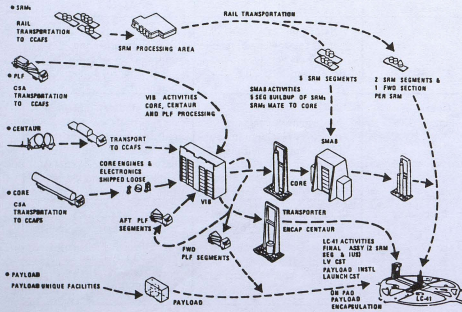 • SRMs
RAIL
TRANSPORTATION
TO CCAFS
SRM PROCESSING AREA
RAIL TRANSPORTATION
• PLF
C5A
TRANSPORTATION
TO CCAFS
VIB ACTIVITIES
CORE, CENTAUR
AND PLF PROCESSING
SMAB ACTIVITIES
5 SEG BUILDUP OF SRMs
SRMs MATE TO CORE
5 SRM SEGMENTS
2 SRM SEGMENTS &
1 FWD SECTION
PER SRM
• CENTAUR
TRANSPORT
TO CCAFS
CORE ENGINES &
ELECTRONICS
SHIPPED LOOSE
• CORE
C5A
TRANSPORTATION
TO CCAFS
VIB
CORE
SMAB
AFT PLF
SEGMENTS
FWD
PLF SEGMENTS
TRANSPORTER
ENCAP CENTAUR
LC-41 ACTIVITIES
FINAL ASSY (2 SRM
SEG & IUS)
LV CST
PAYLOAD INSTL
LAUNCH CST
ON PAD
PAYLOAD
ENCAPSULATION
LC-41
• PAYLOAD
PAYLOAD UNIQUE FACILITIES
PAYLOAD